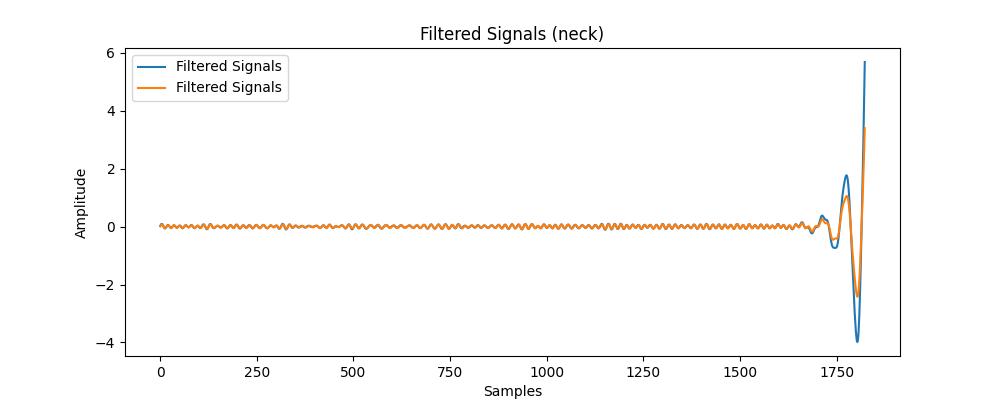 Filtered Signals (neck)
Filtered Signals
Filtered Signals
6
4
2
0
−2
−4
Amplitude
0 250 500 750 1000 1250 1500 1750
Samples